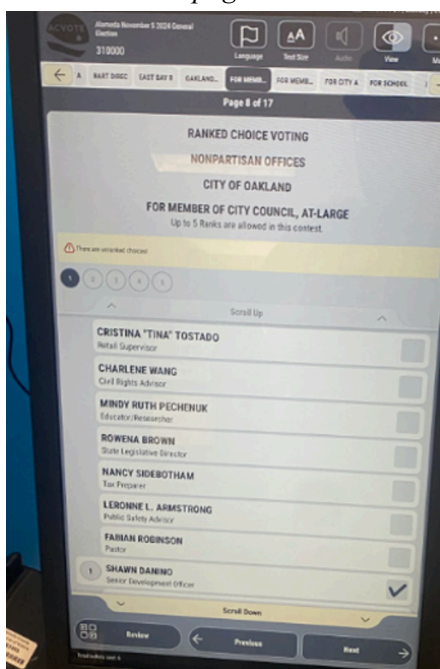 ACVOTE
Alameda November 5 2024 General
Election
310000
Language
Text Size
Audio
View
A
BART DIREC
EAST BAY R
OAKLAND...
FOR MEMB...
FOR MEMB...
FOR CITY A
FOR SCHOOL
Page 8 of 17
RANKED CHOICE VOTING
NONPARTISAN OFFICES
CITY OF OAKLAND
FOR MEMBER OF CITY COUNCIL, AT-LARGE
Up to 5 Ranks are allowed in this contest.
There are unranked choices
1 2 3 4 5
Scroll Up
CRISTINA "TINA" TOSTADO
Retail Supervisor
CHARLENE WANG
Civil Rights Advisor
MINDY RUTH PECHENUK
Educator/Researcher
ROWENA BROWN
State Legislative Director
NANCY SIDEBOTHAM
Tax Preparer
LERONNE L. ARMSTRONG
Public Safety Advisor
FABIAN ROBINSON
Pastor
1 SHAWN DANINO
Senior Development Officer
Scroll Down
Review
Previous
Next